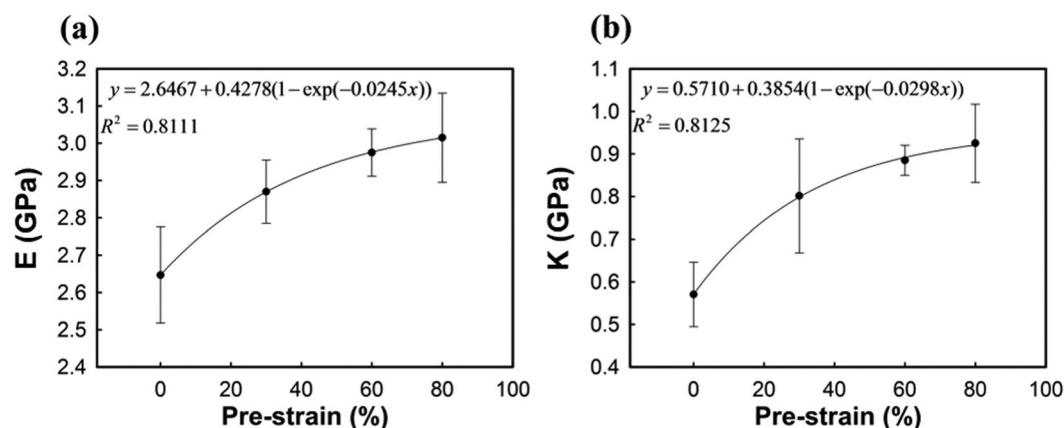 (a)
y = 2.6467 + 0.4278(1 − exp(−0.0245x))
R² = 0.8111
3.2
3.1
3.0
2.9
2.8
2.7
2.6
2.5
2.4
E (GPa)
0 20 40 60 80 100
Pre-strain (%)
(b)
y = 0.5710 + 0.3854(1 − exp(−0.0298x))
R² = 0.8125
1.1
1.0
0.9
0.8
0.7
0.6
0.5
0.4
K (GPa)
0 20 40 60 80 100
Pre-strain (%)